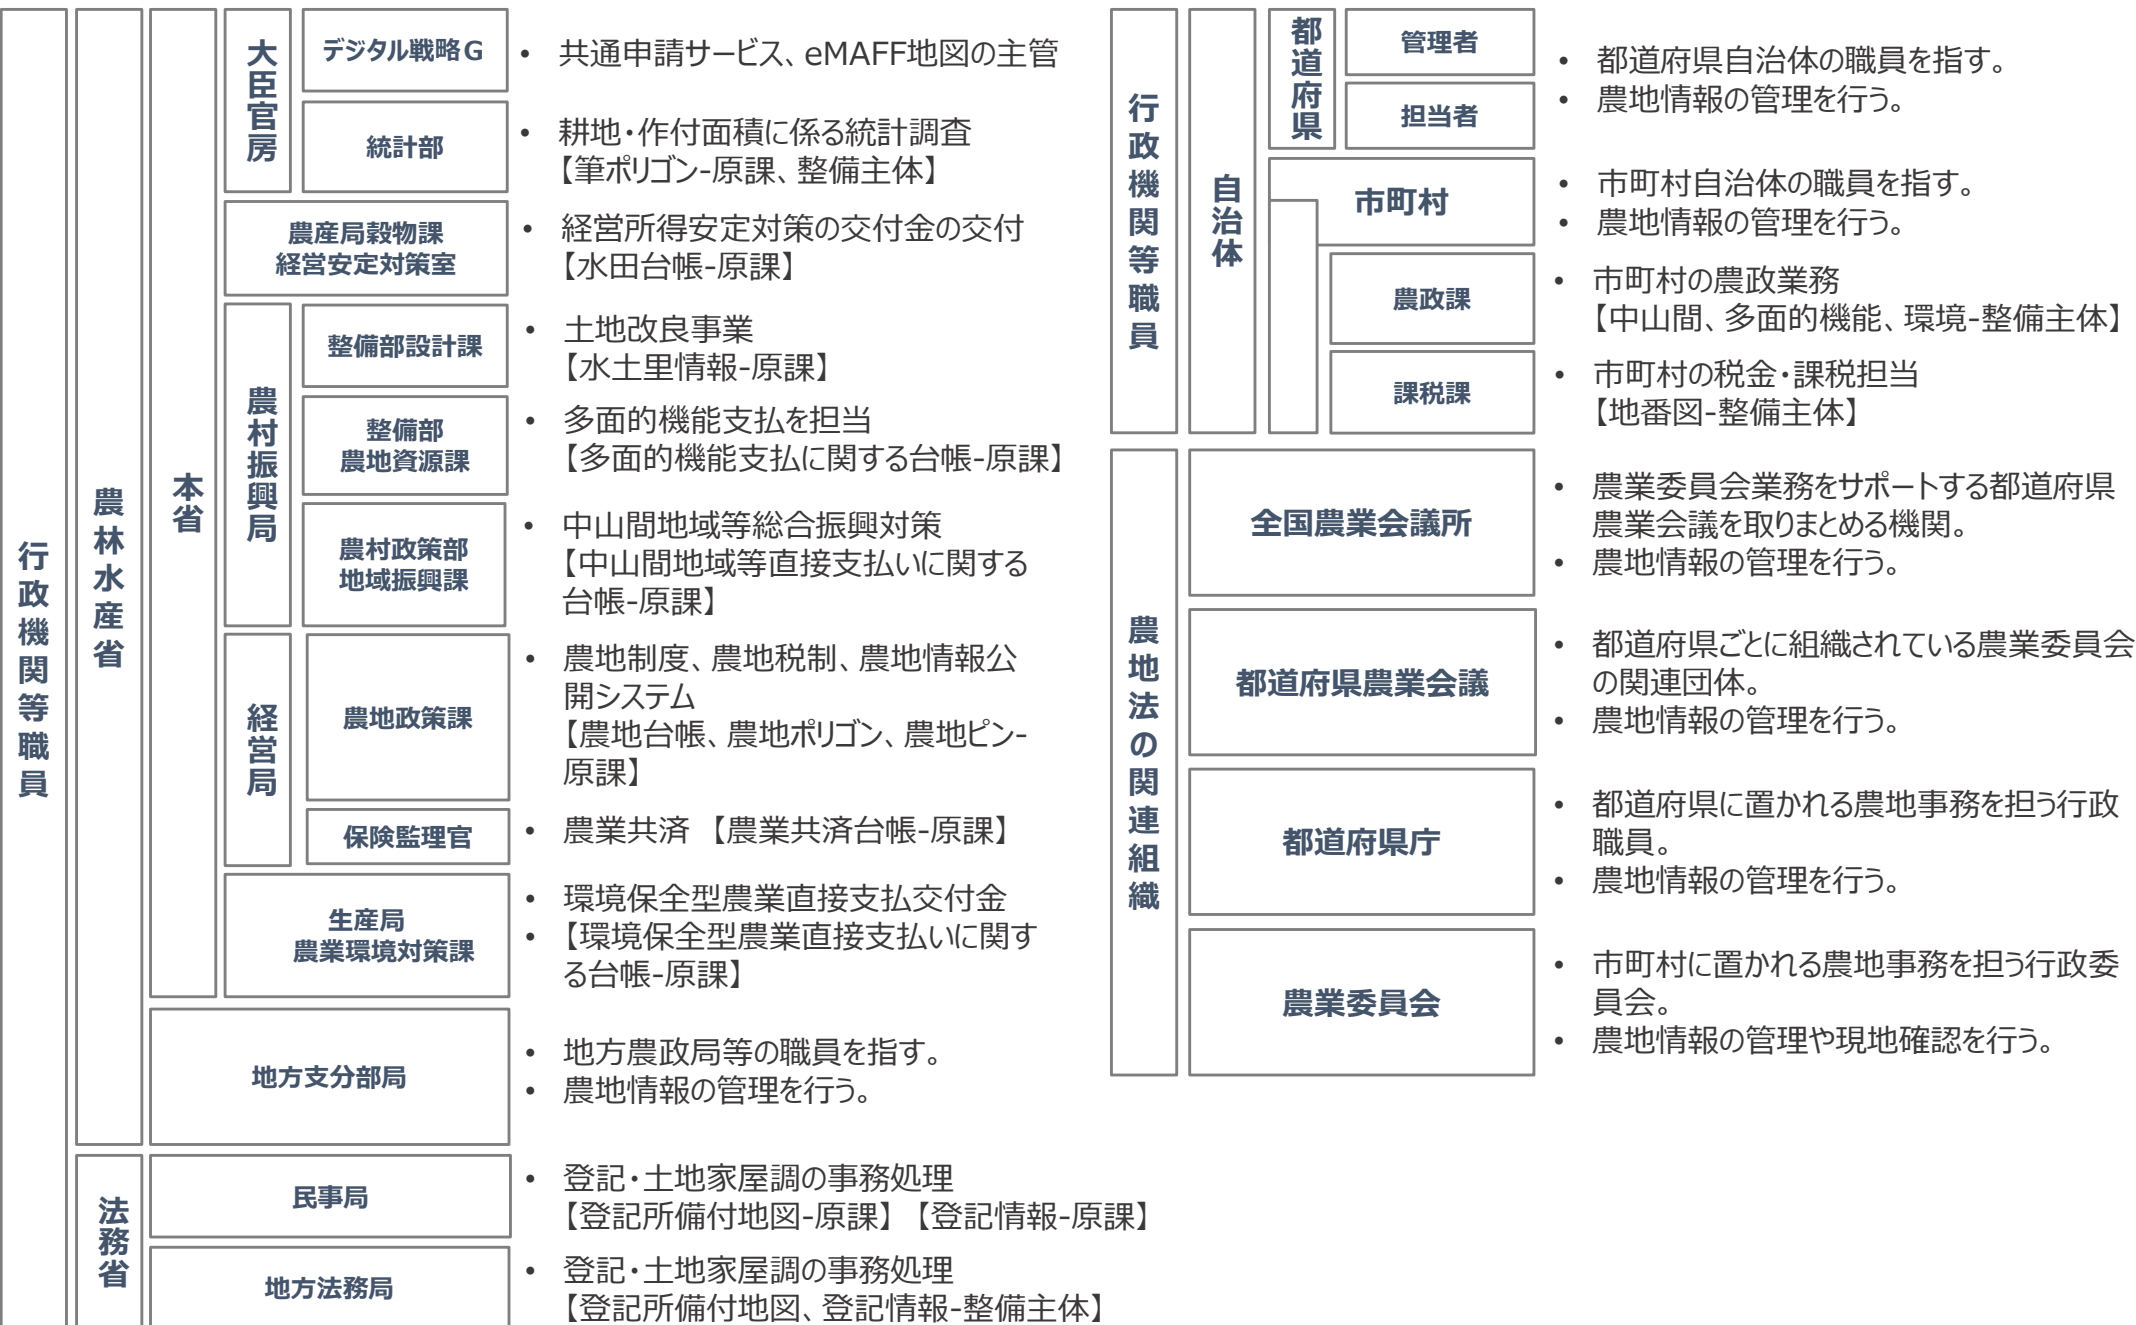 行政機関等職員
農林水産省
本省
大臣官房
デジタル戦略G
• 共通申請サービス、eMAFF地図の主管
統計部
• 耕地・作付面積に係る統計調査
【筆ポリゴン-原課、整備主体】
農産局穀物課
経営安定対策室
• 経営所得安定対策の交付金の交付
【水田台帳-原課】
農村振興局
整備部設計課
• 土地改良事業
【水土里情報-原課】
整備部
農地資源課
• 多面的機能支払を担当
【多面的機能支払に関する台帳-原課】
農村政策部
地域振興課
• 中山間地域等総合振興対策
【中山間地域等直接支払いに関する
台帳-原課】
経営局
農地政策課
• 農地制度、農地税制、農地情報公
開システム
【農地台帳、農地ポリゴン、農地ピン-
原課】
保険監理官
• 農業共済 【農業共済台帳-原課】
生産局
農業環境対策課
• 環境保全型農業直接支払交付金
• 【環境保全型農業直接支払いに関す
る台帳-原課】
地方支分部局
• 地方農政局等の職員を指す。
• 農地情報の管理を行う。
法務省
民事局
• 登記・土地家屋調の事務処理
【登記所備付地図-原課】 【登記情報-原課】
地方法務局
• 登記・土地家屋調の事務処理
【登記所備付地図、登記情報-整備主体】
行政機関等職員
自治体
都道府県
管理者
担当者
• 都道府県自治体の職員を指す。
• 農地情報の管理を行う。
市町村
• 市町村自治体の職員を指す。
• 農地情報の管理を行う。
農政課
• 市町村の農政業務
【中山間、多面的機能、環境-整備主体】
課税課
• 市町村の税金・課税担当
【地番図-整備主体】
農地法の関連組織
全国農業会議所
• 農業委員会業務をサポートする都道府県
農業会議を取りまとめる機関。
• 農地情報の管理を行う。
都道府県農業会議
• 都道府県ごとに組織されている農業委員会
の関連団体。
• 農地情報の管理を行う。
都道府県庁
• 都道府県に置かれる農地事務を担う行政
職員。
• 農地情報の管理を行う。
農業委員会
• 市町村に置かれる農地事務を担う行政委
員会。
• 農地情報の管理や現地確認を行う。